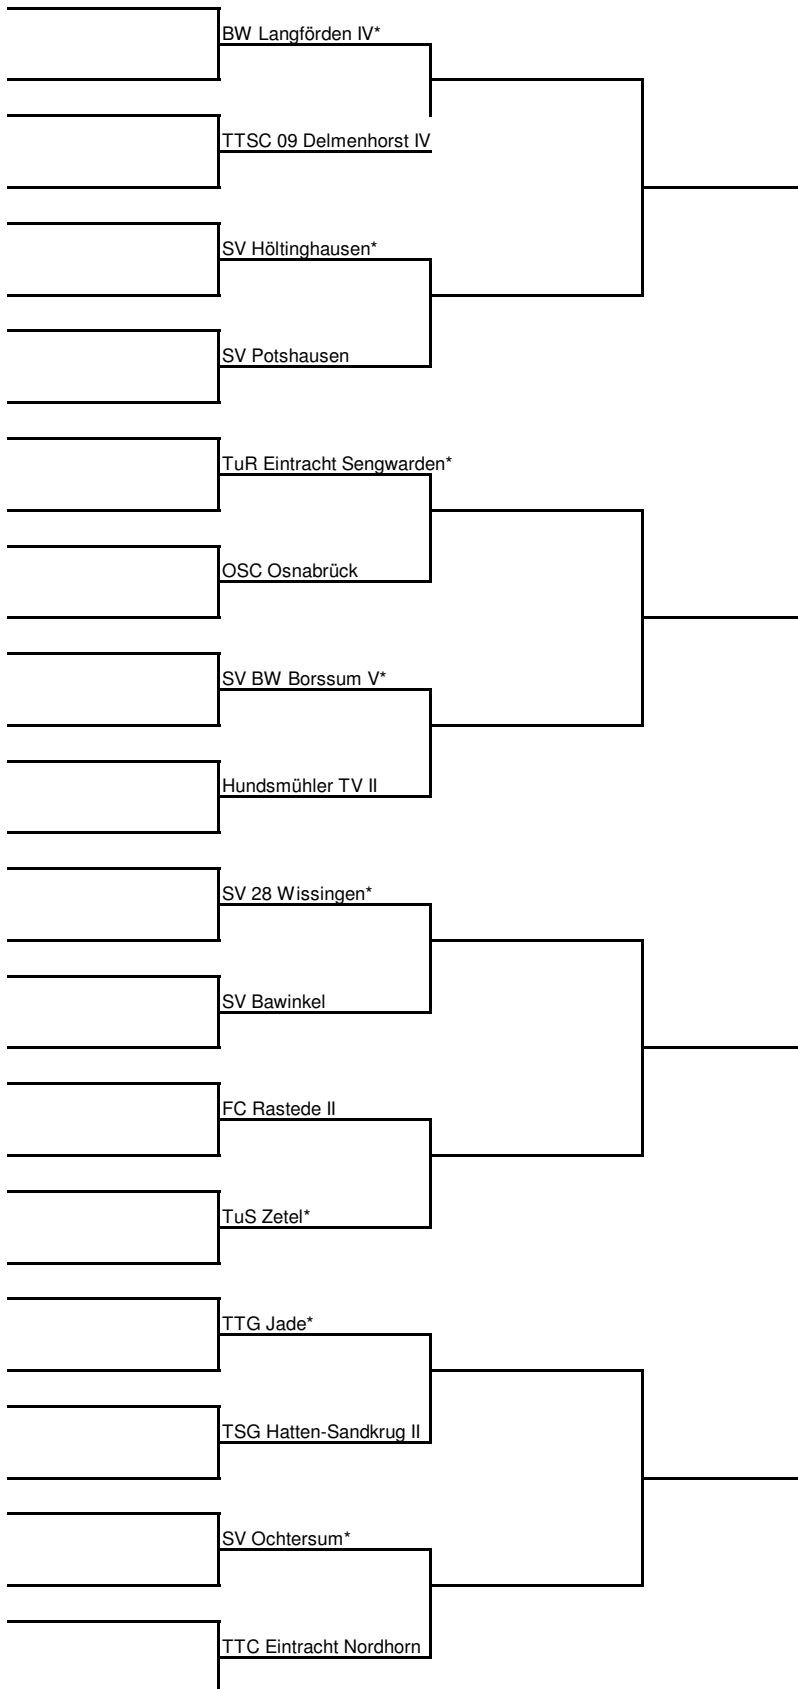 BW Langförden IV*
TTSC 09 Delmenhorst IV
SV Höltinghausen*
SV Potshausen
TuR Eintracht Sengwarden*
OSC Osnabrück
SV BW Borssum V*
Hundsmühler TV II
SV 28 Wissingen*
SV Bawinkel
FC Rastede II
TuS Zetel*
TTG Jade*
TSG Hatten-Sandkrug II
SV Ochtersum*
TTC Eintracht Nordhorn